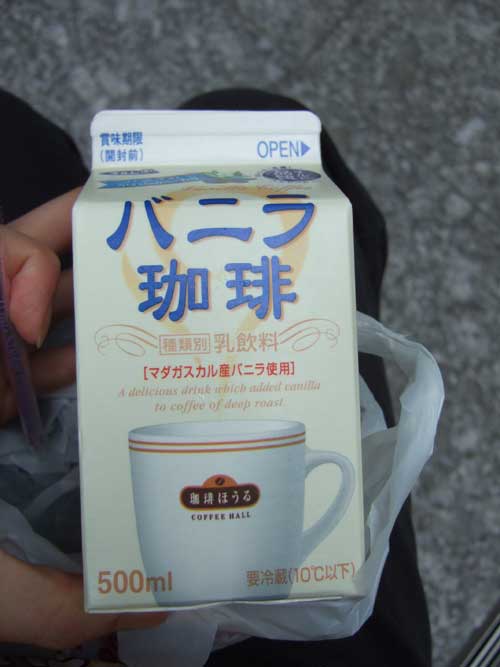 賞味期限
(開封前)
OPEN▶
バニラ
珈琲
種類別 乳飲料
[マダガスカル産バニラ使用]
A delicious drink which added vanilla
to coffee of deep roast.
珈琲ほうる
COFFEE HALL
500ml
要冷蔵(10℃以下)